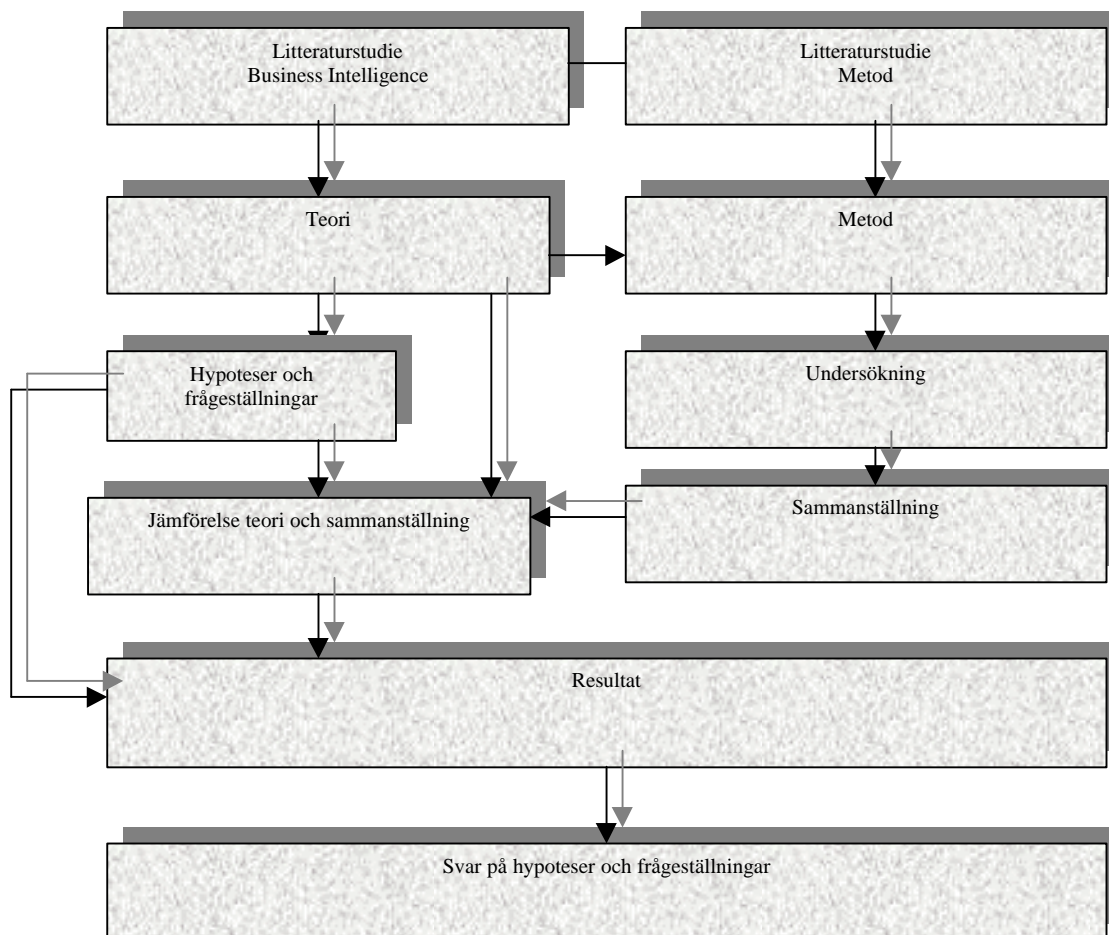 Litteraturstudie
Business Intelligence
Litteraturstudie
Metod
Teori
Metod
Hypoteser och
frågeställningar
Undersökning
Jämförelse teori och sammanställning
Sammanställning
Resultat
Svar på hypoteser och frågeställningar